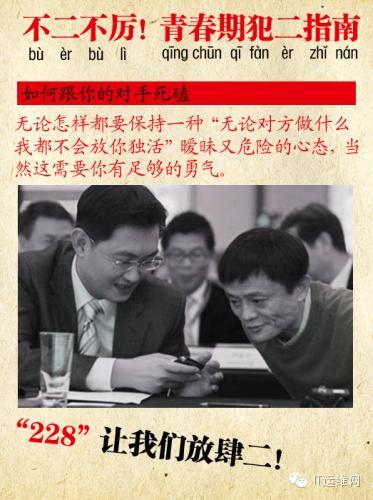 不二不厉！青春期犯二指南
bù èr bù lì qīng chūn qī fàn èr zhǐ nán
如何跟你的对手死磕
无论怎样都要保持一种“无论对方做什么
我都不会放你独活”暧昧又危险的心态，当
然这需要你有足够的勇气。
“228”让我们放肆二！
IT运维网